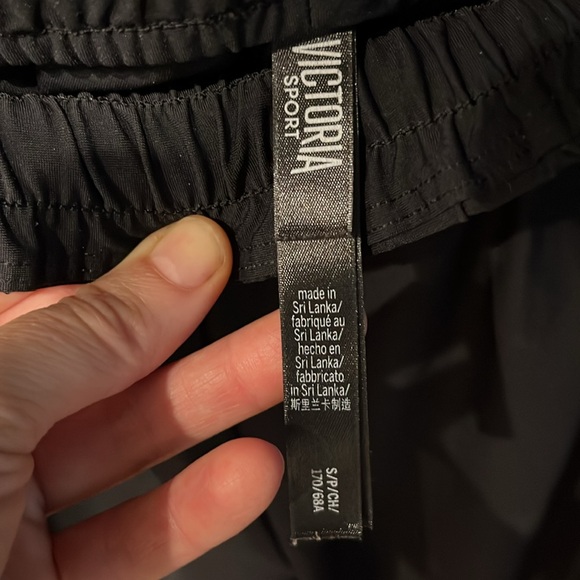 VICTORIA
SPORT
made in
Sri Lanka/
fabriqué au
Sri Lanka/
hecho en
Sri Lanka/
fabbricato
in Sri Lanka/
斯里兰卡制造
S/P/CH/
170/68A